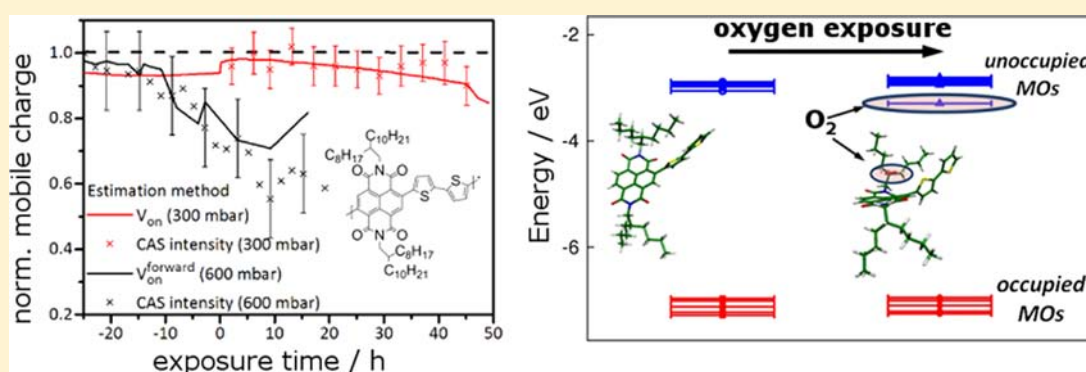 norm. mobile charge
1.0
0.8
0.6
0.4
0.2
-20
-10
0
10
20
30
40
50
exposure time / h
Estimation method
V_on (300 mbar)
CAS intensity (300 mbar)
V_on^forward (600 mbar)
CAS intensity (600 mbar)
C10H21
C8H17
O
N
O
S
S
O
N
O
C8H17
C10H21
Energy / eV
-2
-4
-6
oxygen exposure
unoccupied
MOs
O2
occupied
MOs